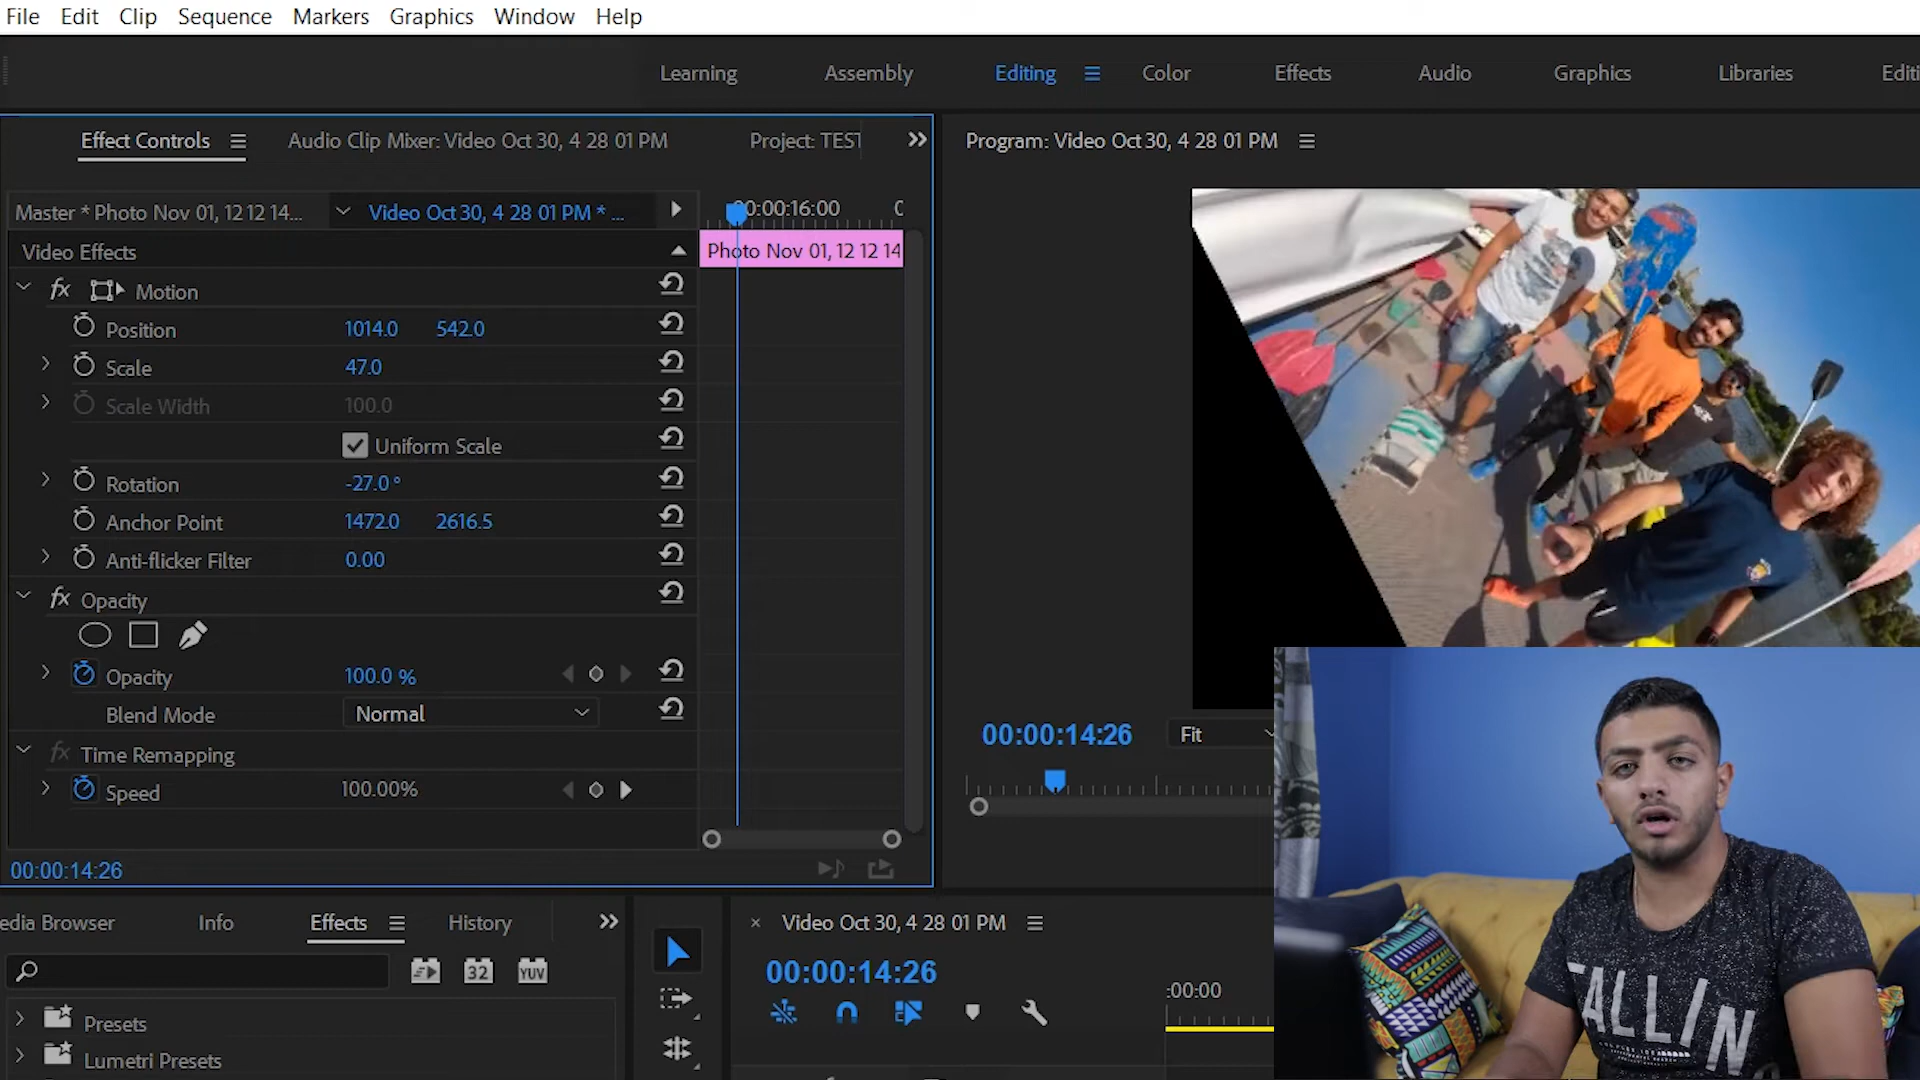 File Edit Clip Sequence Markers Graphics Window Help
Learning Assembly Editing Color Effects Audio Graphics Libraries Editi
Effect Controls Audio Clip Mixer: Video Oct 30, 4 28 01 PM Project: TEST
Program: Video Oct 30, 4 28 01 PM
Master * Photo Nov 01, 12 12 14... Video Oct 30, 4 28 01 PM * ...
00:00:16:00
Video Effects
Photo Nov 01, 12 12 14
fx Motion
Position 1014.0 542.0
Scale 47.0
Scale Width 100.0
Uniform Scale
Rotation -27.0 °
Anchor Point 1472.0 2616.5
Anti-flicker Filter 0.00
fx Opacity
Opacity 100.0 %
Blend Mode Normal
fx Time Remapping
Speed 100.00%
00:00:14:26
00:00:14:26 Fit
edia Browser Info Effects History
32 YUV
Presets
Lumetri Presets
× Video Oct 30, 4 28 01 PM
00:00:14:26
:00:00
FALLIN